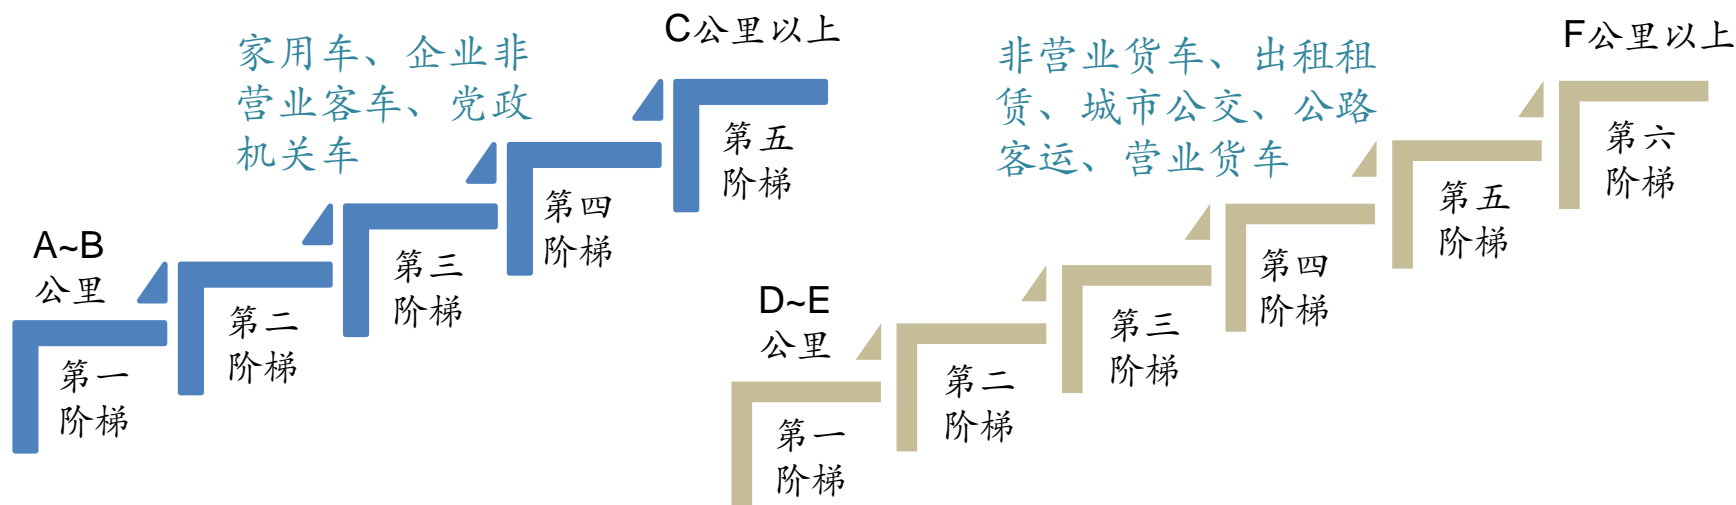 家用车、企业非
营业客车、党政
机关车
C公里以上
第五
阶梯
第四
阶梯
第三
阶梯
第二
阶梯
A~B
公里
第一
阶梯
非营业货车、出租租
赁、城市公交、公路
客运、营业货车
F公里以上
第六
阶梯
第五
阶梯
第四
阶梯
第三
阶梯
第二
阶梯
D~E
公里
第一
阶梯